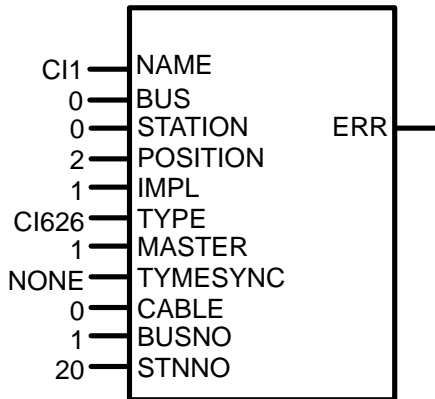 CI1 NAME
0 BUS
0 STATION ERR
2 POSITION
1 IMPL
CI626 TYPE
1 MASTER
NONE TYMESYNC
0 CABLE
1 BUSNO
20 STNNO